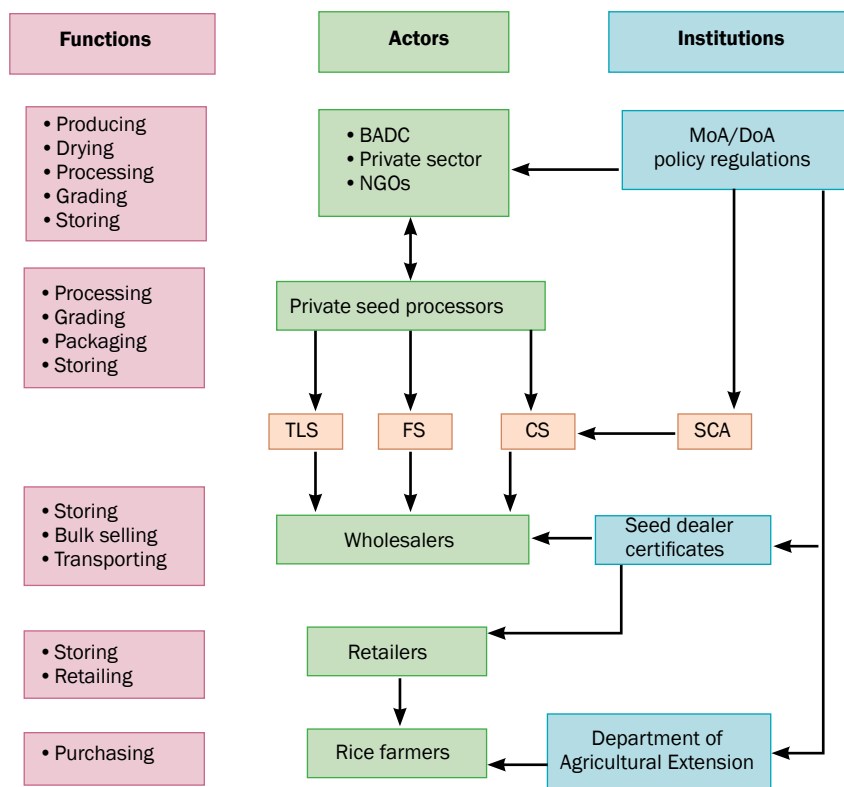 Functions
Actors
Institutions
• Producing
• Drying
• Processing
• Grading
• Storing
• BADC
• Private sector
• NGOs
MoA/DoA
policy regulations
• Processing
• Grading
• Packaging
• Storing
Private seed processors
TLS
FS
CS
SCA
• Storing
• Bulk selling
• Transporting
Wholesalers
Seed dealer
certificates
• Storing
• Retailing
Retailers
• Purchasing
Rice farmers
Department of
Agricultural Extension